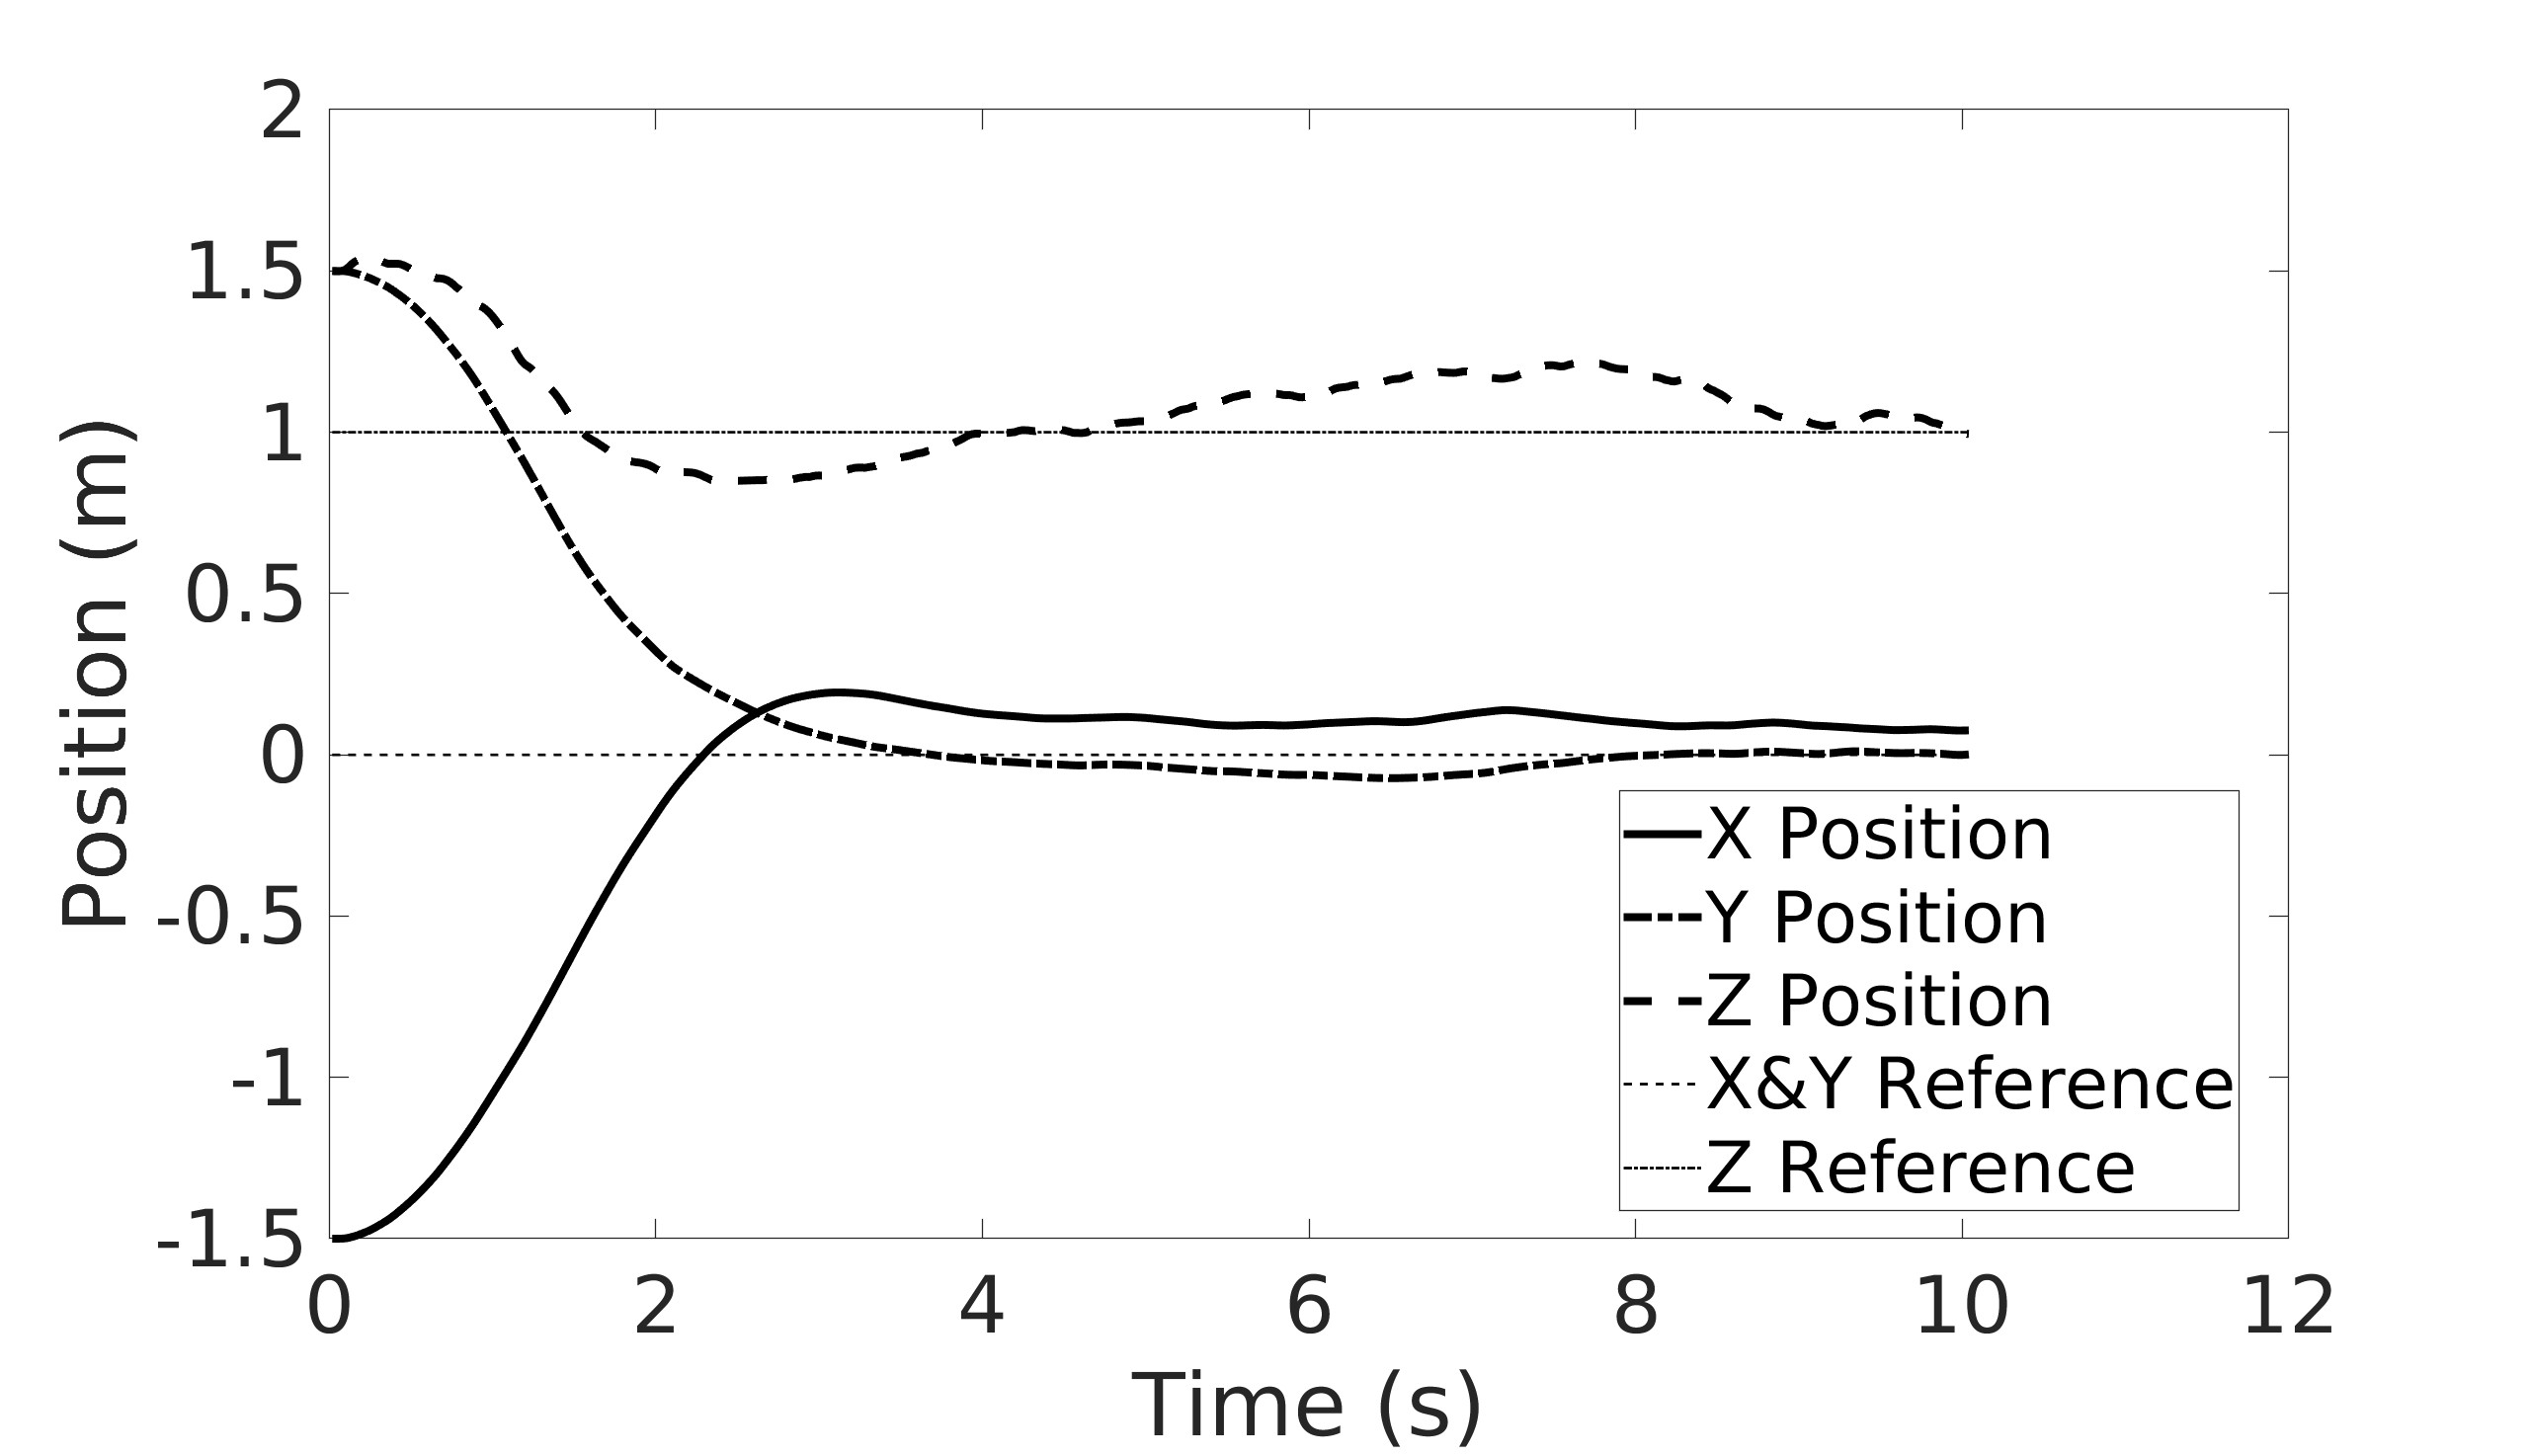 2
1.5
1
0.5
0
-0.5
-1
-1.5
Position (m)
0 2 4 6 8 10 12
Time (s)
X Position
Y Position
Z Position
X&Y Reference
Z Reference